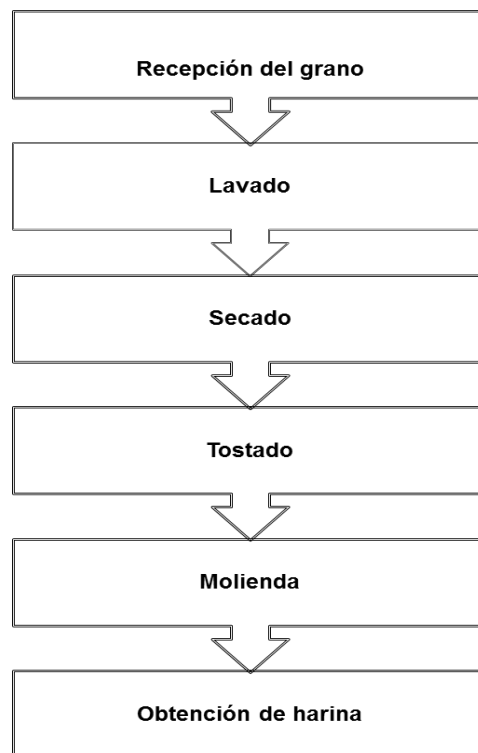 Recepción del grano
Lavado
Secado
Tostado
Molienda
Obtención de harina